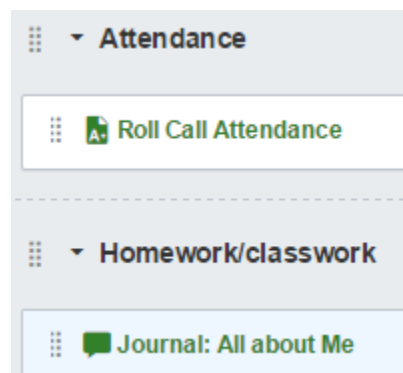 Attendance
Roll Call Attendance
Homework/classwork
Journal: All about Me